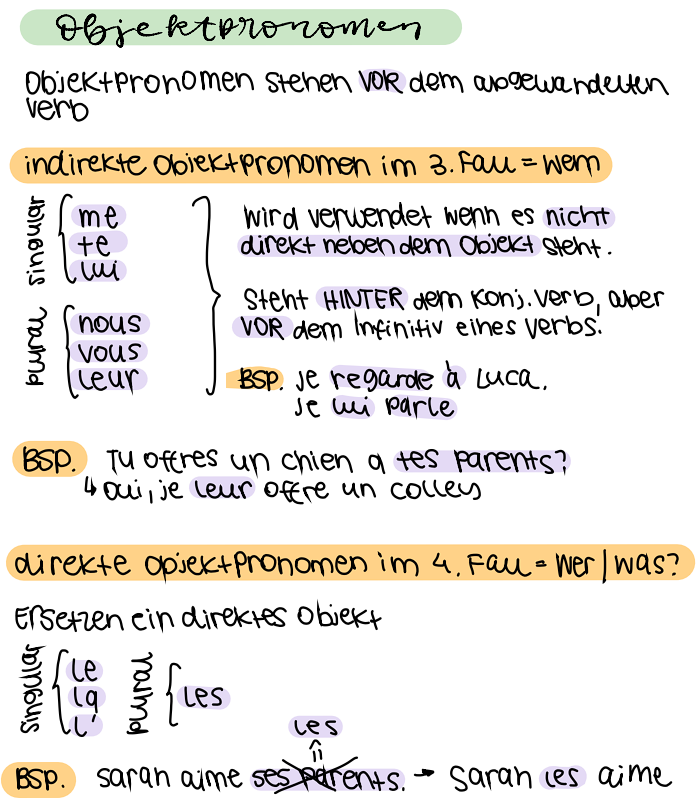 Objektpronomen
Objektpronomen stehen VOR dem abgewandelten
verb
indirekte Objektpronomen im 3. Fall = wem
singular
me
te
lui
plural
nous
vous
leur
wird verwendet wenn es nicht
direkt neben dem Objekt steht.
Steht HINTER dem konj. verb, aber
VOR dem Infinitiv eines Verbs.
BSP. je regarde à Luca.
je lui parle
BSP. Tu offres un chien a tes parents?
↳ oui, je leur offre un colleis
direkte Objektpronomen im 4. Fall = wer | was?
Ersetzen ein direktes Objekt
singular
le
la
l'
plural
les
les
=
BSP. sarah aime ses parents. → Sarah les aime